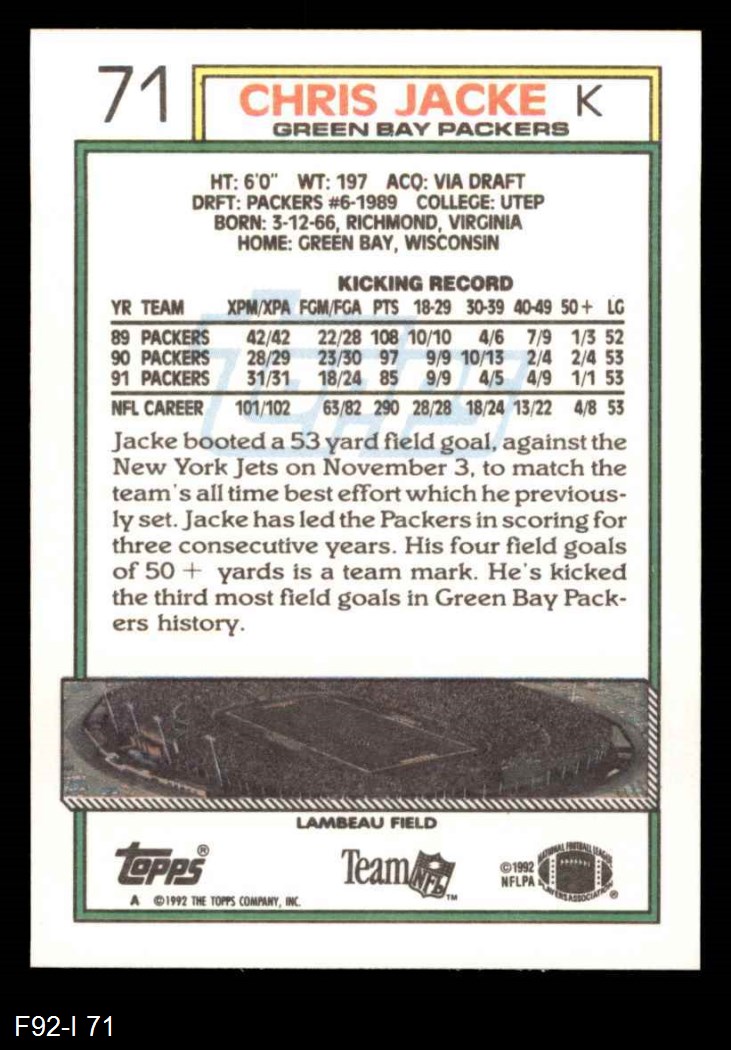 71
CHRIS JACKE K
GREEN BAY PACKERS
HT: 6'0" WT: 197 ACQ: VIA DRAFT
DRFT: PACKERS #6-1989 COLLEGE: UTEP
BORN: 3-12-66, RICHMOND, VIRGINIA
HOME: GREEN BAY, WISCONSIN
KICKING RECORD
YR TEAM XPM/XPA FGM/FGA PTS 18-29 30-39 40-49 50+ LG
89 PACKERS 42/42 22/28 108 10/10 4/6 7/9 1/3 52
90 PACKERS 28/29 23/30 97 9/9 10/13 2/4 2/4 53
91 PACKERS 31/31 18/24 85 9/9 4/5 4/9 1/1 53
NFL CAREER 101/102 63/82 290 28/28 18/24 13/22 4/8 53
Topps
Jacke booted a 53 yard field goal, against the
New York Jets on November 3, to match the
team's all time best effort which he previous-
ly set. Jacke has led the Packers in scoring for
three consecutive years. His four field goals
of 50 + yards is a team mark. He's kicked
the third most field goals in Green Bay Pack-
ers history.
LAMBEAU FIELD
Topps®
Team NFL™
©1992
NFLPA
NATIONAL FOOTBALL LEAGUE
PLAYERS ASSOCIATION ®
A ©1992 THE TOPPS COMPANY, INC.
F92-I 71